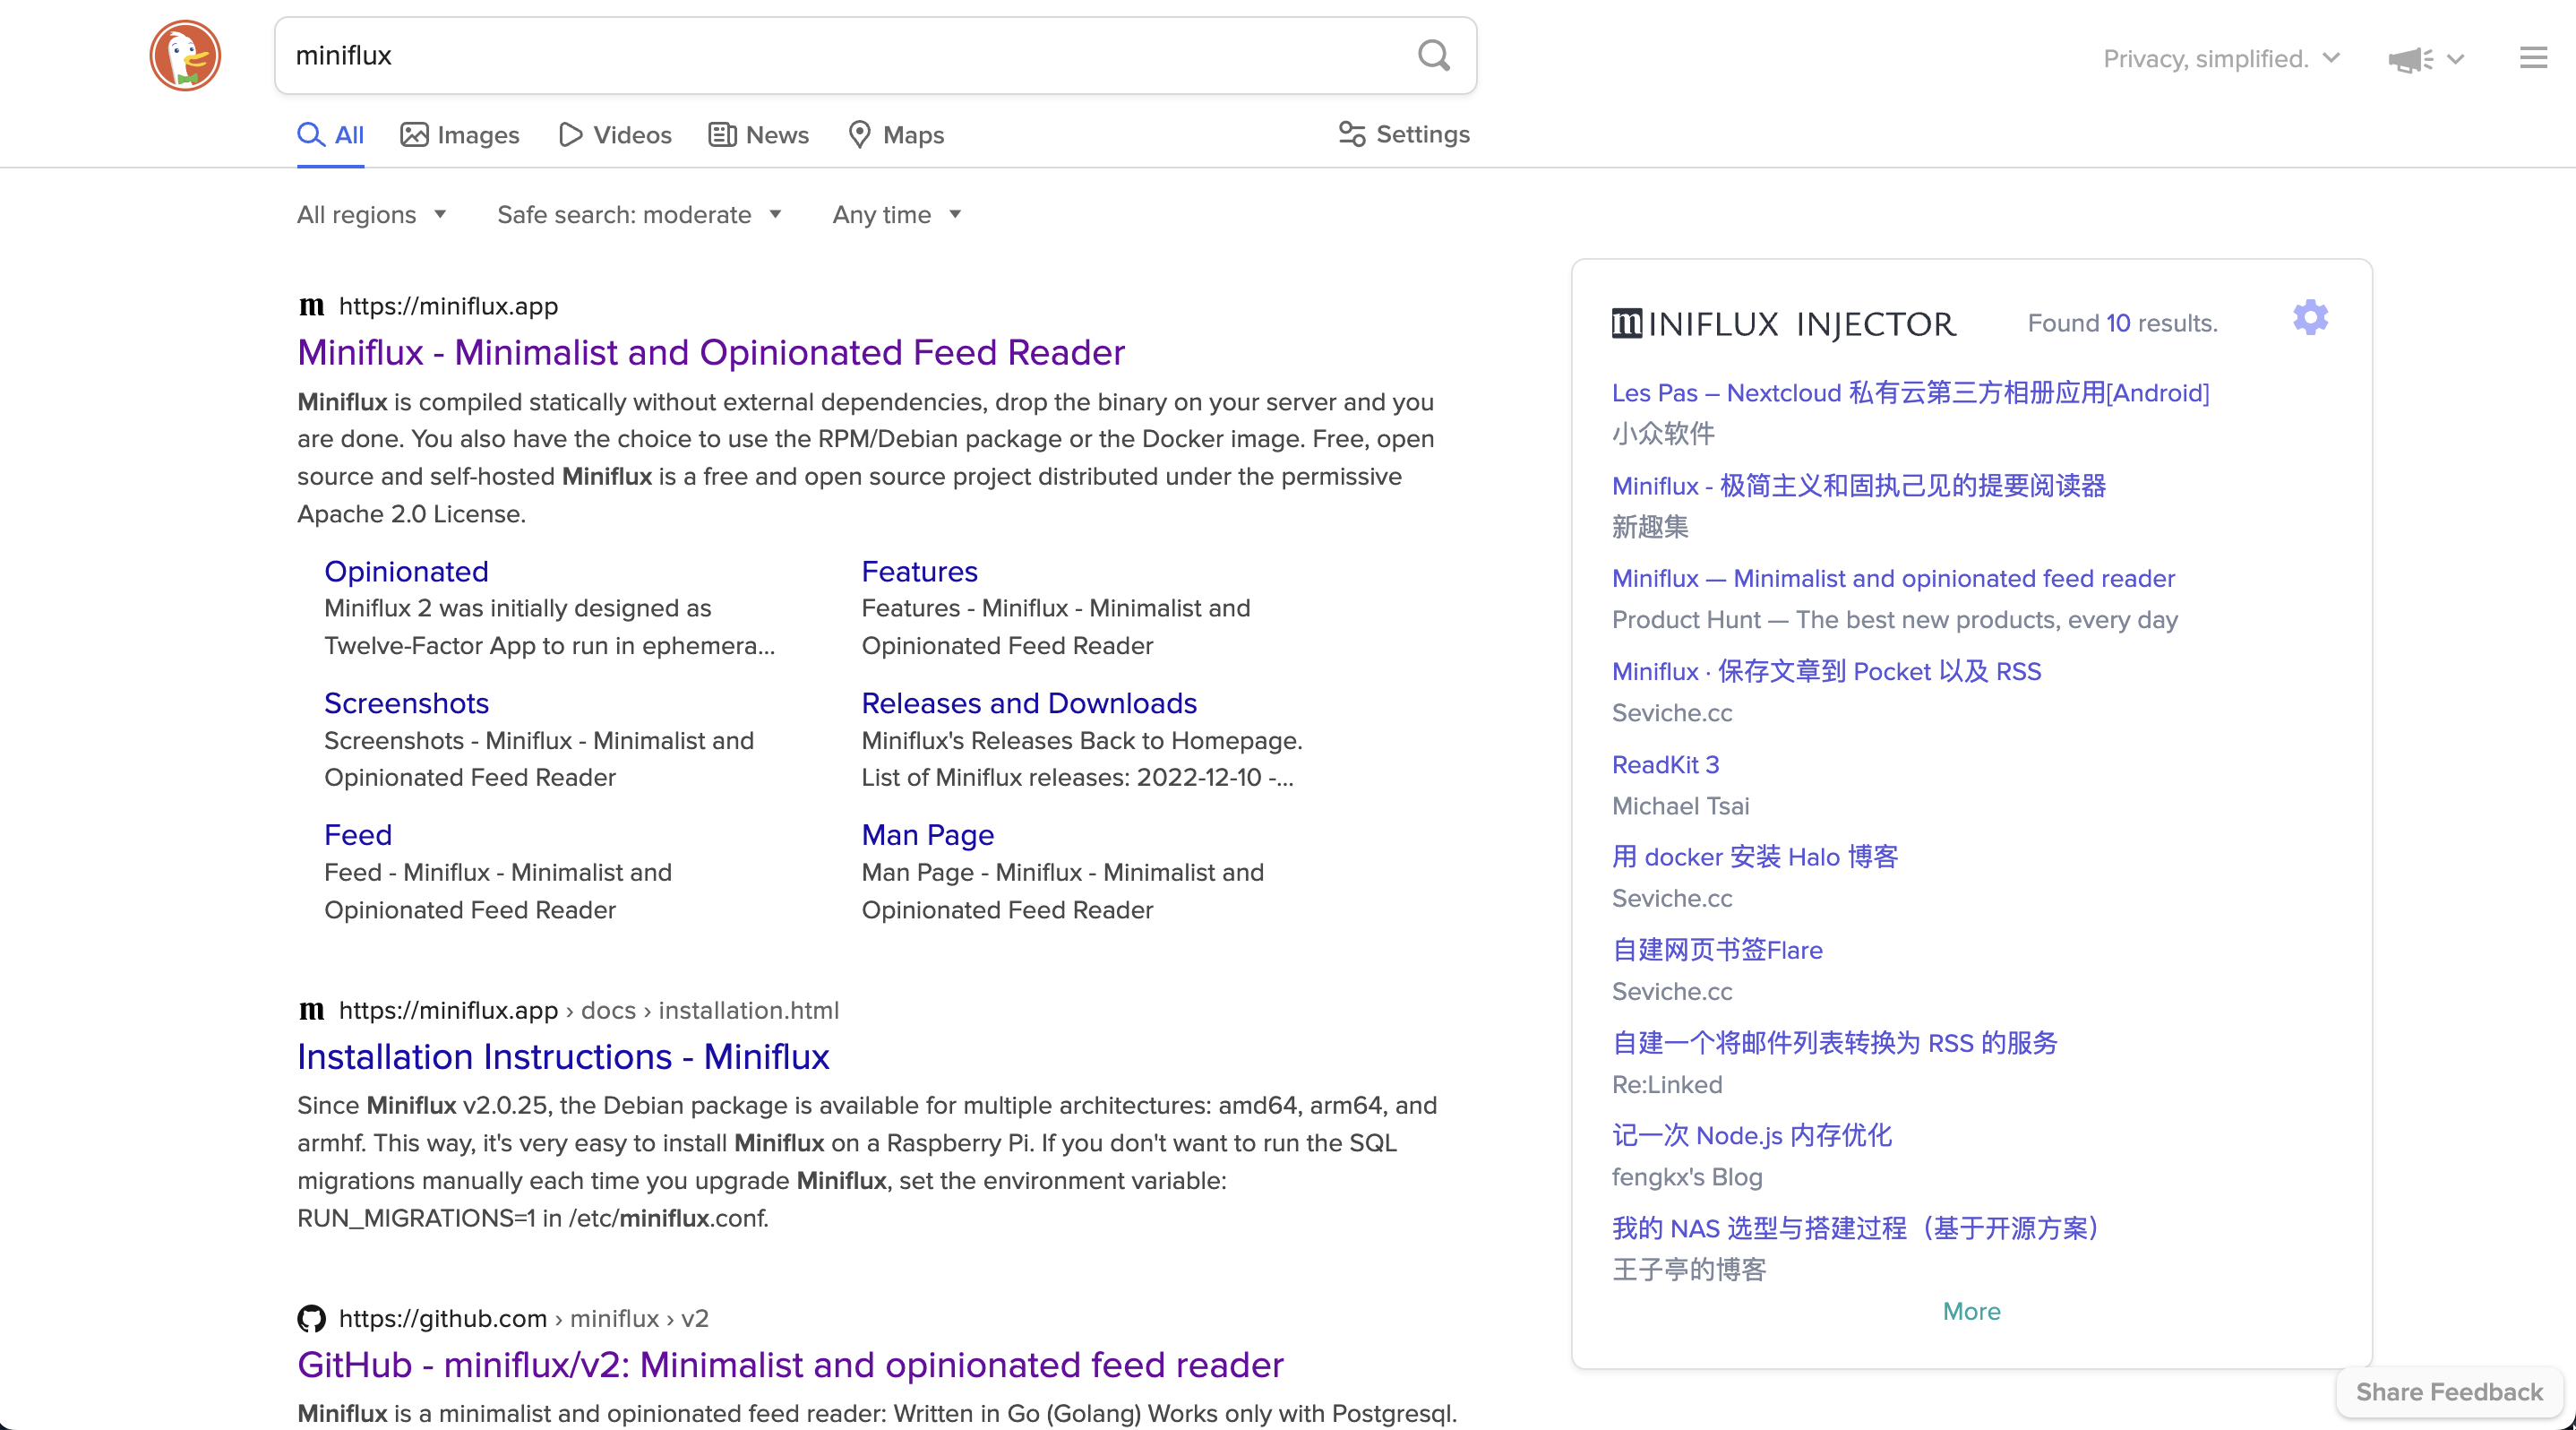 miniflux
Privacy, simplified.
All
Images
Videos
News
Maps
Settings
All regions
Safe search: moderate
Any time
m https://miniflux.app
Miniflux - Minimalist and Opinionated Feed Reader
Miniflux is compiled statically without external dependencies, drop the binary on your server and you
are done. You also have the choice to use the RPM/Debian package or the Docker image. Free, open
source and self-hosted Miniflux is a free and open source project distributed under the permissive
Apache 2.0 License.
Opinionated
Miniflux 2 was initially designed as
Twelve-Factor App to run in ephemera...
Features
Features - Miniflux - Minimalist and
Opinionated Feed Reader
Screenshots
Screenshots - Miniflux - Minimalist and
Opinionated Feed Reader
Releases and Downloads
Miniflux's Releases Back to Homepage.
List of Miniflux releases: 2022-12-10 -...
Feed
Feed - Miniflux - Minimalist and
Opinionated Feed Reader
Man Page
Man Page - Miniflux - Minimalist and
Opinionated Feed Reader
m https://miniflux.app › docs › installation.html
Installation Instructions - Miniflux
Since Miniflux v2.0.25, the Debian package is available for multiple architectures: amd64, arm64, and
armhf. This way, it's very easy to install Miniflux on a Raspberry Pi. If you don't want to run the SQL
migrations manually each time you upgrade Miniflux, set the environment variable:
RUN_MIGRATIONS=1 in /etc/miniflux.conf.
https://github.com › miniflux › v2
GitHub - miniflux/v2: Minimalist and opinionated feed reader
Miniflux is a minimalist and opinionated feed reader: Written in Go (Golang) Works only with Postgresql.
mINIFLUX INJECTOR
Found 10 results.
Les Pas – Nextcloud 私有云第三方相册应用[Android]
小众软件
Miniflux - 极简主义和固执己见的提要阅读器
新趣集
Miniflux — Minimalist and opinionated feed reader
Product Hunt — The best new products, every day
Miniflux · 保存文章到 Pocket 以及 RSS
Seviche.cc
ReadKit 3
Michael Tsai
用 docker 安装 Halo 博客
Seviche.cc
自建网页书签Flare
Seviche.cc
自建一个将邮件列表转换为 RSS 的服务
Re:Linked
记一次 Node.js 内存优化
fengkx's Blog
我的 NAS 选型与搭建过程（基于开源方案）
王子亭的博客
More
Share Feedback